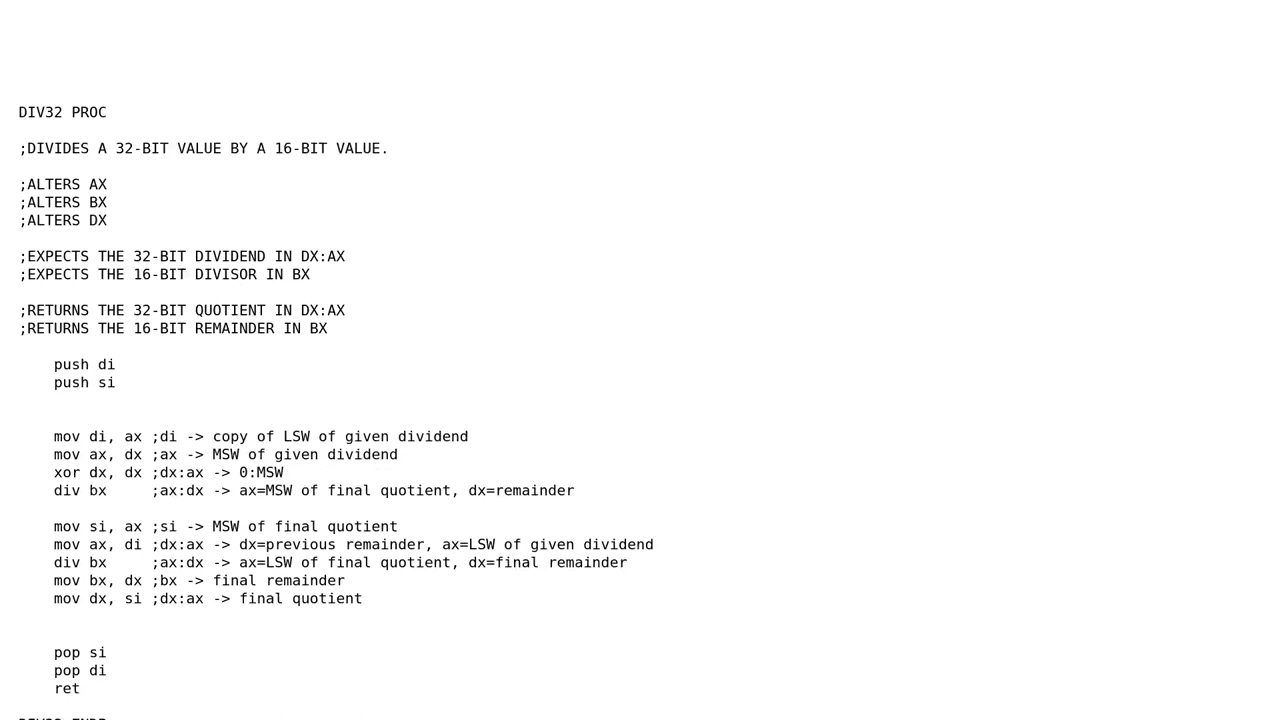 DIV32 PROC
;DIVIDES A 32-BIT VALUE BY A 16-BIT VALUE.
;ALTERS AX
;ALTERS BX
;ALTERS DX
;EXPECTS THE 32-BIT DIVIDEND IN DX:AX
;EXPECTS THE 16-BIT DIVISOR IN BX
;RETURNS THE 32-BIT QUOTIENT IN DX:AX
;RETURNS THE 16-BIT REMAINDER IN BX
    push di
    push si
    mov di, ax ;di -> copy of LSW of given dividend
    mov ax, dx ;ax -> MSW of given dividend
    xor dx, dx ;dx:ax -> 0:MSW
    div bx     ;ax:dx -> ax=MSW of final quotient, dx=remainder
    mov si, ax ;si -> MSW of final quotient
    mov ax, di ;dx:ax -> dx=previous remainder, ax=LSW of given dividend
    div bx     ;ax:dx -> ax=LSW of final quotient, dx=final remainder
    mov bx, dx ;bx -> final remainder
    mov dx, si ;dx:ax -> final quotient
    pop si
    pop di
    ret